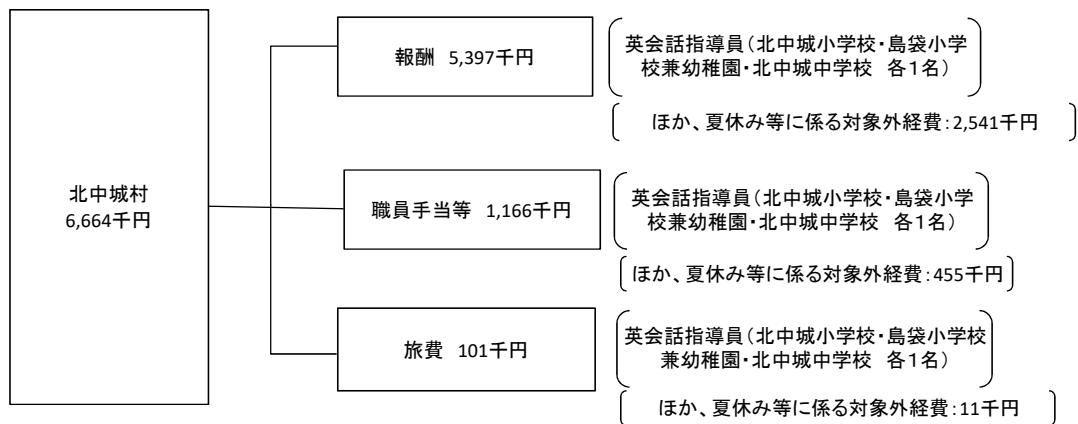 北中城村
6,664千円
報酬 5,397千円
英会話指導員(北中城小学校・島袋小学
校兼幼稚園・北中城中学校 各1名)
ほか、夏休み等に係る対象外経費:2,541千円
職員手当等 1,166千円
英会話指導員(北中城小学校・島袋小学
校兼幼稚園・北中城中学校 各1名)
ほか、夏休み等に係る対象外経費:455千円
旅費 101千円
英会話指導員(北中城小学校・島袋小学校
兼幼稚園・北中城中学校 各1名)
ほか、夏休み等に係る対象外経費:11千円